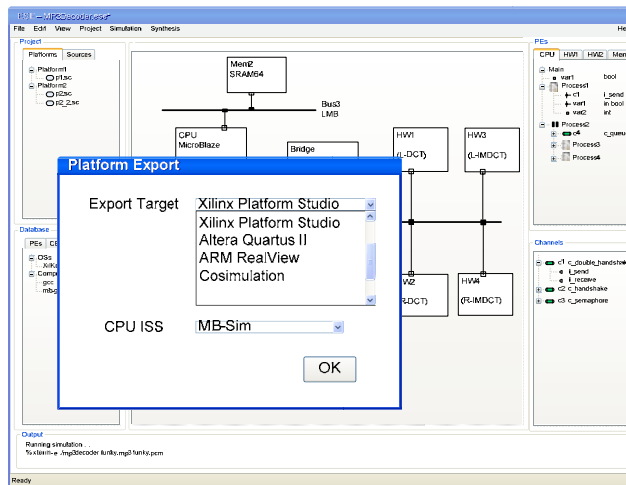 MP3Decoder.ese*
File Edit View Project Simulation Synthesis
Project
Platforms Sources
Platform1
p1.sc
Platform2
p2.sc
p2_2.sc
Database
PEs
OSs
gcc
Mem2
SRAM64
Bus3
LMB
CPU
MicroBlaze
Bridge
HW1
HW3
(L-IMDCT)
HW4
(R-IMDCT)
Platform Export
Export Target Xilinx Platform Studio
Xilinx Platform Studio
Altera Quartus II
ARM RealView
Cosimulation
CPU ISS MB-Sim
OK
PEs
CPU HW1 HW2
Main
var1 bool
Process1
c1 i_send
var1 in bool
var2 int
Process2
c4
Process3
Process4
Channels
c1 c_double_handshake
i_send
i_receive
c2 c_handshake
c3 c_semaphore
Output
Running simulation . .
% xterm -e ./mp3decoder funky.mp3 funky.pcm
Ready